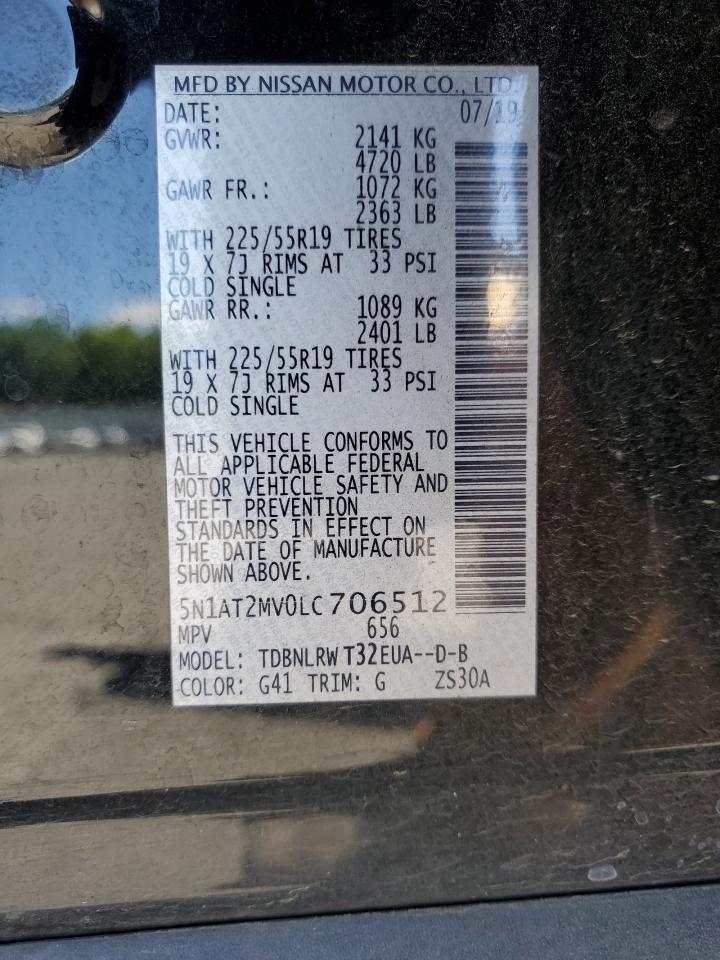 MFD BY NISSAN MOTOR CO., LTD.
DATE: 07/19
GVWR: 2141 KG
4720 LB
GAWR FR.: 1072 KG
2363 LB
WITH 225/55R19 TIRES
19 X 7J RIMS AT 33 PSI
COLD SINGLE
GAWR RR.: 1089 KG
2401 LB
WITH 225/55R19 TIRES
19 X 7J RIMS AT 33 PSI
COLD SINGLE
THIS VEHICLE CONFORMS TO
ALL APPLICABLE FEDERAL
MOTOR VEHICLE SAFETY AND
THEFT PREVENTION
STANDARDS IN EFFECT ON
THE DATE OF MANUFACTURE
SHOWN ABOVE.
5N1AT2MV0LC706512
MPV 656
MODEL: TDBNLRW T32EUA--D-B
COLOR: G41 TRIM: G ZS30A